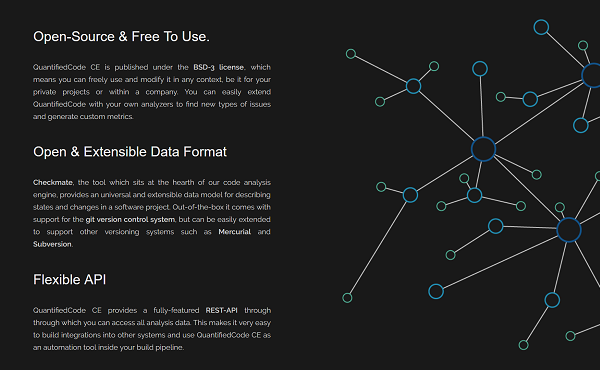 Open-Source & Free To Use.
QuantifiedCode CE is published under the BSD-3 license, which
means you can freely use and modify it in any context, be it for your
private projects or within a company. You can easily extend
QuantifiedCode with your own analyzers to find new types of issues
and generate custom metrics.
Open & Extensible Data Format
Checkmate, the tool which sits at the hearth of our code analysis
engine, provides an universal and extensible data model for describing
states and changes in a software project. Out-of-the-box it comes with
support for the git version control system, but can be easily extended
to support other versioning systems such as Mercurial and
Subversion.
Flexible API
QuantifiedCode CE provides a fully-featured REST-API through
through which you can access all analysis data. This makes it very easy
to build integrations into other systems and use QuantifiedCode CE as
an automation tool inside your build pipeline.